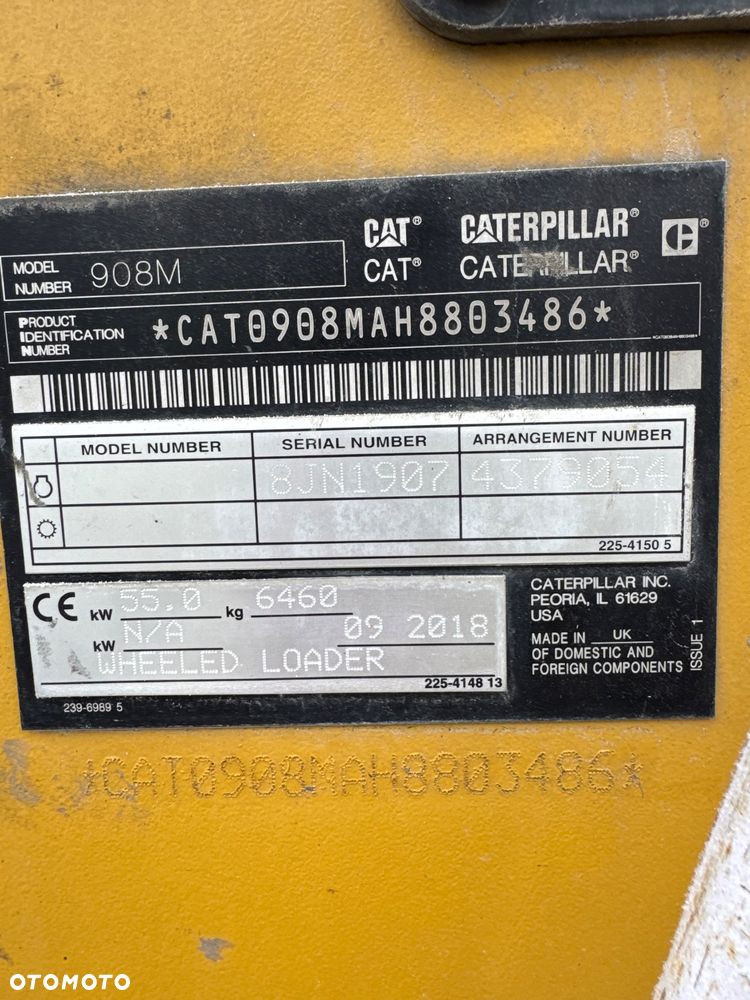 CAT® CATERPILLAR®
CAT® CATERPILLAR®
MODEL NUMBER 908M
PRODUCT IDENTIFICATION NUMBER *CAT0908MAH8803486*
*CAT0908MAH8803486*
MODEL NUMBER SERIAL NUMBER ARRANGEMENT NUMBER
8JN1907 4379054
225-4150 5
CE kW 55.0 kg 6460
kW N/A 09 2018
WHEELED LOADER
225-4148 13
239-6989 5
CATERPILLAR INC.
PEORIA, IL 61629
USA
MADE IN UK
OF DOMESTIC AND
FOREIGN COMPONENTS
ISSUE 1
*CAT0908MAH8803486*
OTOMOTO